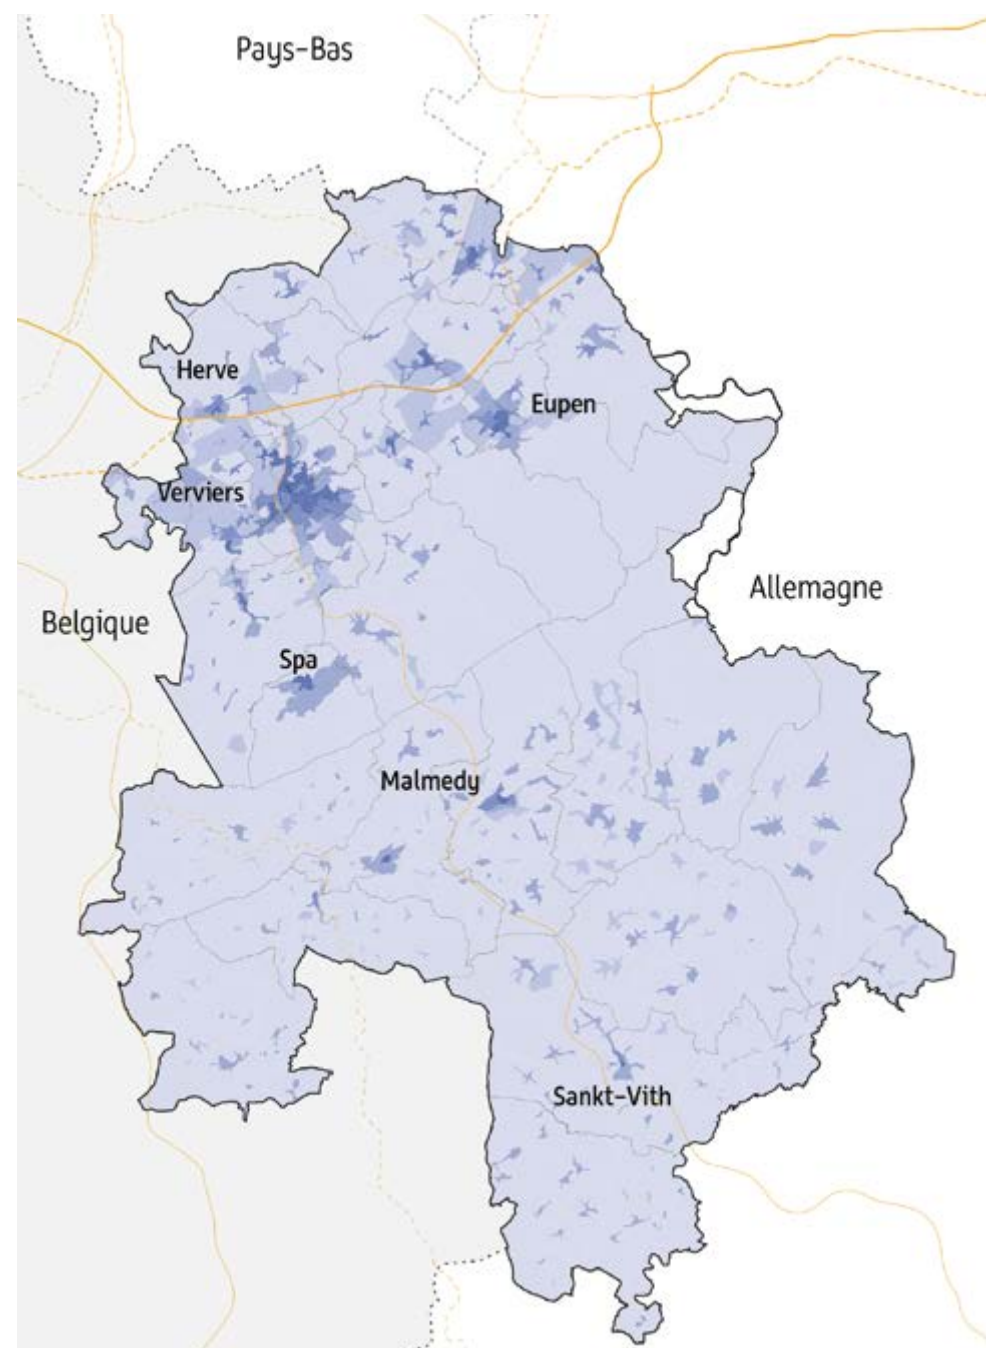 Pays-Bas
Herve
Eupen
Verviers
Allemagne
Belgique
Spa
Malmedy
Sankt-Vith